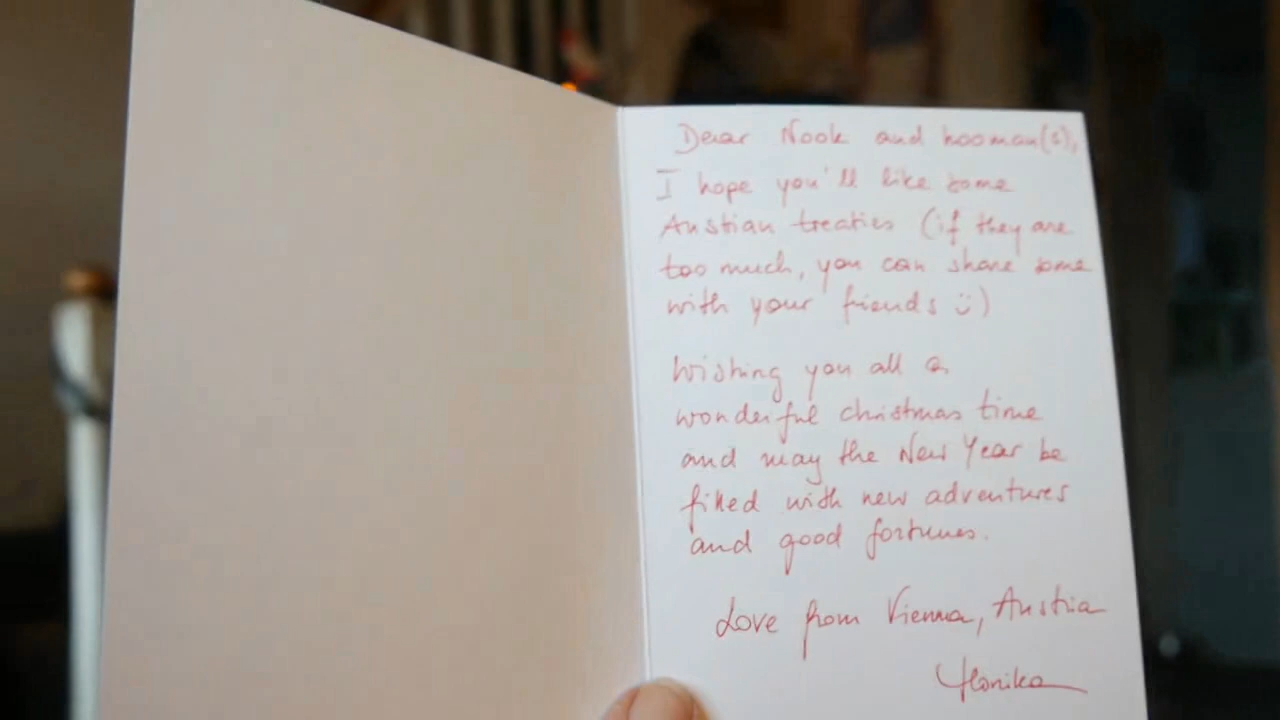 Dear Nook and hooman(s),
I hope you'll like some
Austrian treaties (if they are
too much, you can share some
with your friends ü)
Wishing you all a
wonderful christmas time
and may the New Year be
filled with new adventures
and good fortunes.
Love from Vienna, Austria
Monika